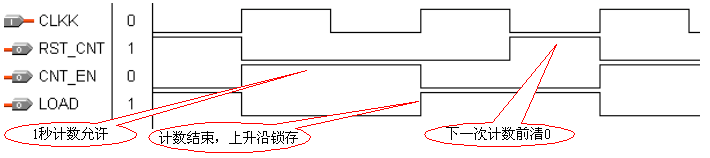 CLKK 0
RST_CNT 1
CNT_EN 0
LOAD 1
1秒计数允许
计数结束，上升沿锁存
下一次计数前清0